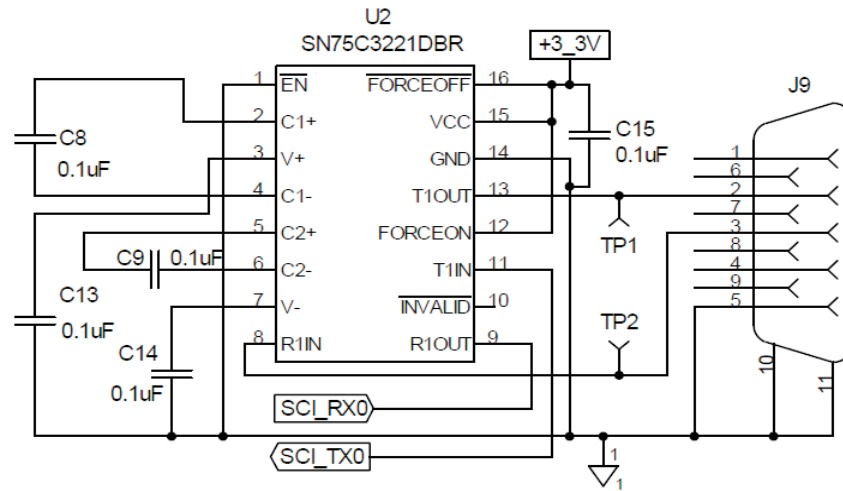 U2
SN75C3221DBR
+3_3V
J9
1 EN FORCEOFF 16
2 C1+ VCC 15
3 V+ GND 14
4 C1- T1OUT 13
5 C2+ FORCEON 12
6 C2- T1IN 11
7 V- INVALID 10
8 R1IN R1OUT 9
C8
0.1uF
C15
0.1uF
C9
0.1uF
C13
0.1uF
C14
0.1uF
TP1
TP2
1
6
2
7
3
8
4
9
5
10
11
SCI_RX0
SCI_TX0
1
1